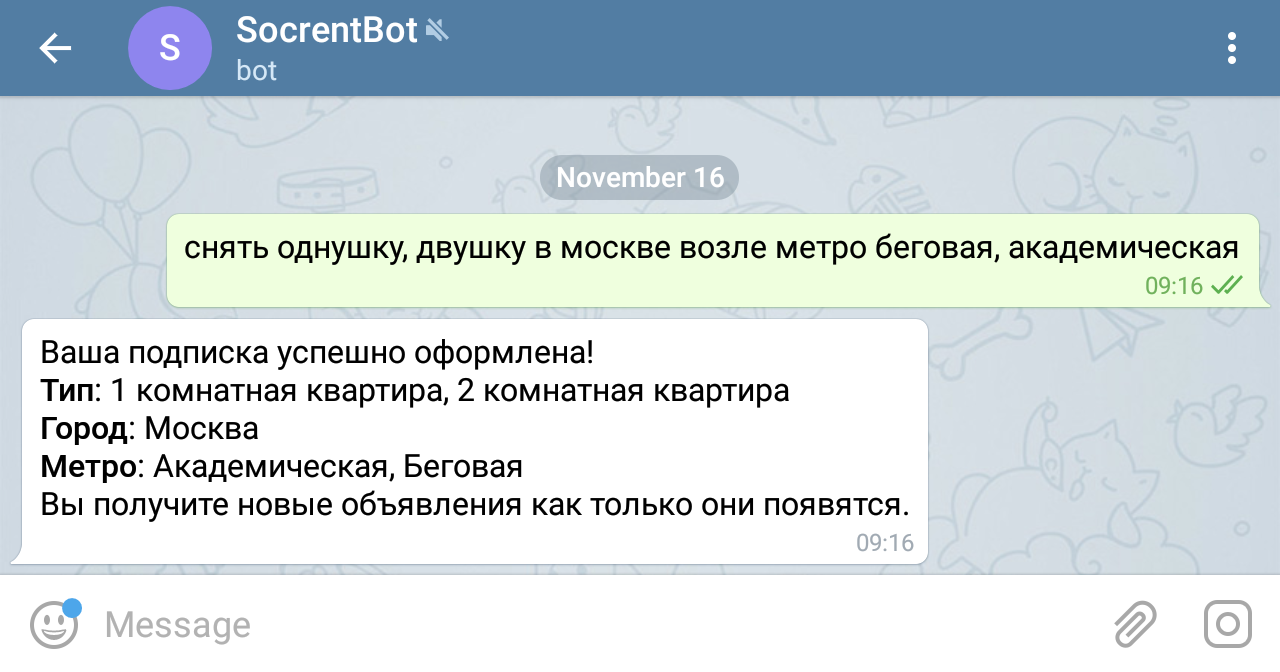 S
SocrentBot
bot
November 16
снять однушку, двушку в москве возле метро беговая, академическая
09:16
Ваша подписка успешно оформлена!
Тип: 1 комнатная квартира, 2 комнатная квартира
Город: Москва
Метро: Академическая, Беговая
Вы получите новые объявления как только они появятся.
09:16
Message